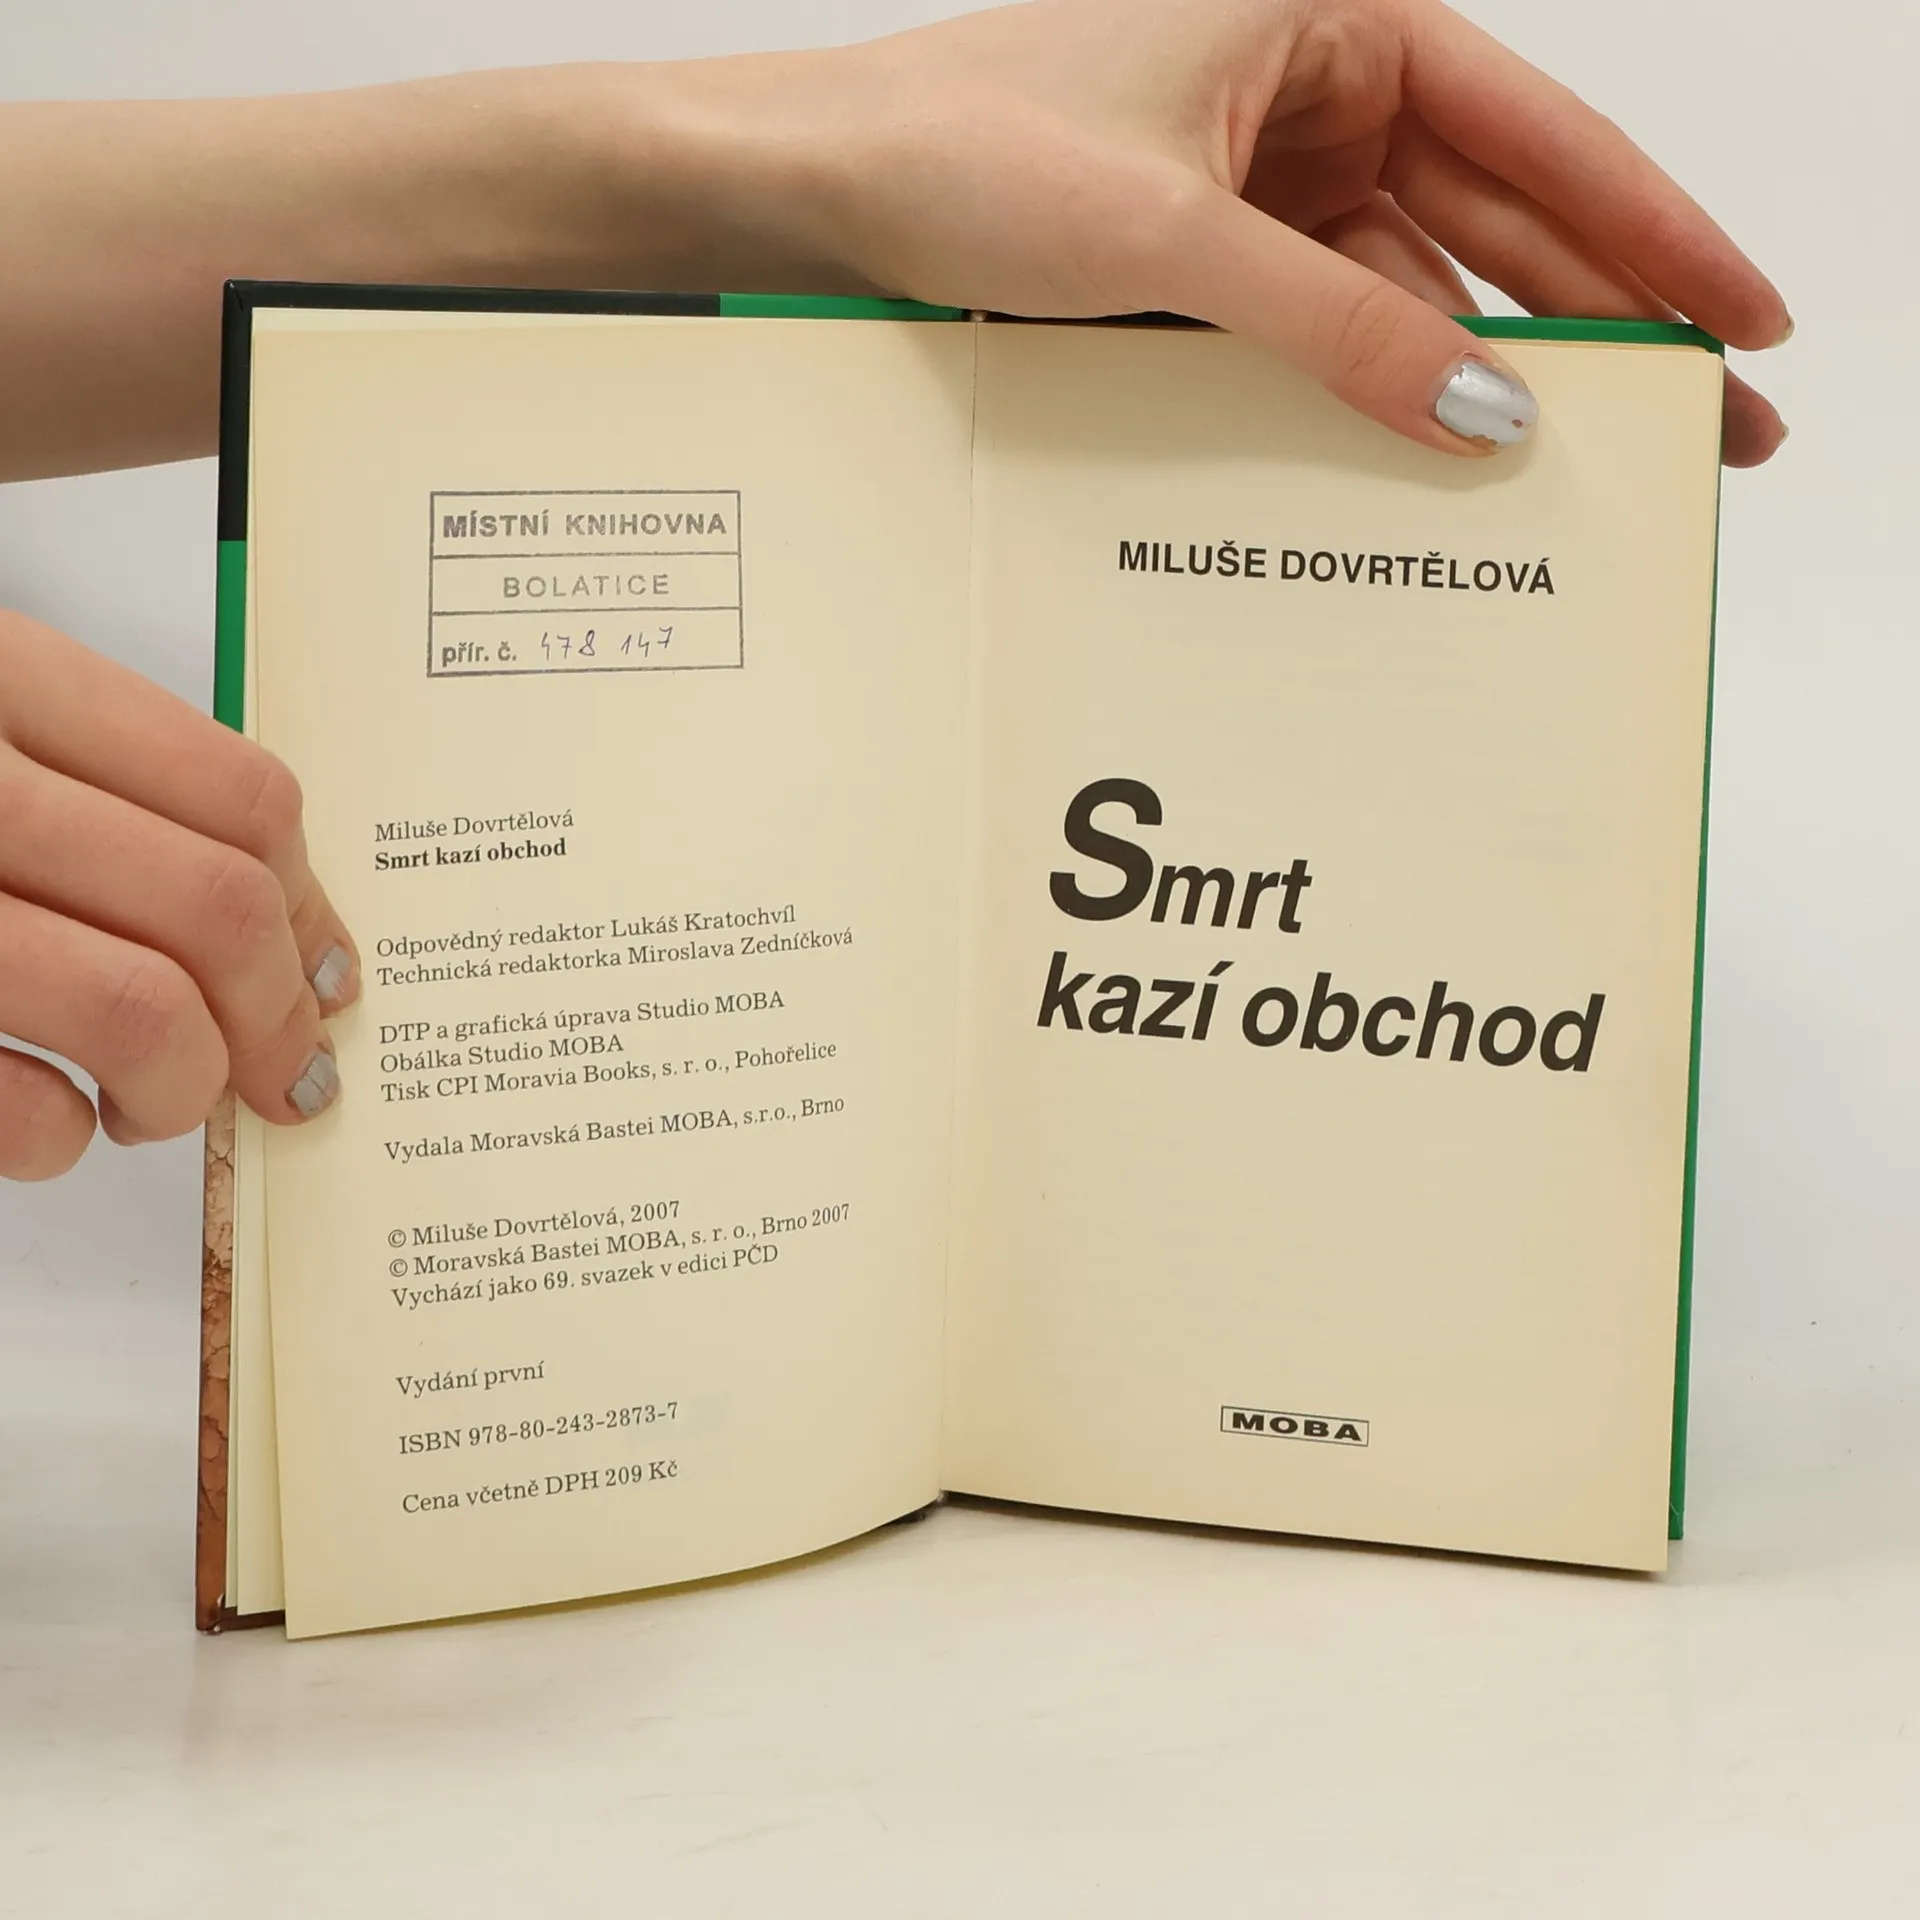 MÍSTNÍ KNIHOVNA
BOLATICE
přír. č. 478 147
Miluše Dovrtělová
Smrt kazí obchod
Odpovědný redaktor Lukáš Kratochvíl
Technická redaktorka Miroslava Zedníčková
DTP a grafická úprava Studio MOBA
Obálka Studio MOBA
Tisk CPI Moravia Books, s. r. o., Pohořelice
Vydala Moravská Bastei MOBA, s.r.o., Brno
© Miluše Dovrtělová, 2007
© Moravská Bastei MOBA, s. r. o., Brno 2007
Vychází jako 69. svazek v edici PČD
Vydání první
ISBN 978-80-243-2873-7
Cena včetně DPH 209 Kč
MILUŠE DOVRTĚLOVÁ
Smrt
kazí obchod
MOBA